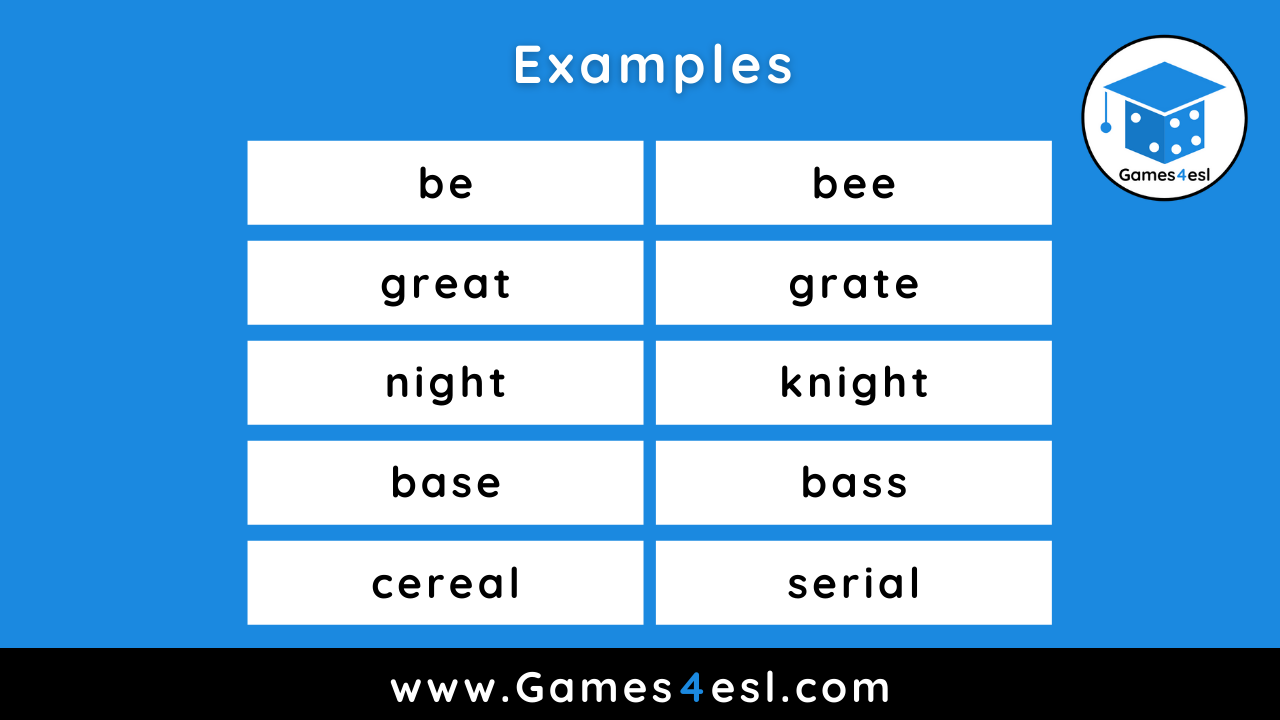 Examples
Games4esl
be bee
great grate
night knight
base bass
cereal serial
www.Games4esl.com